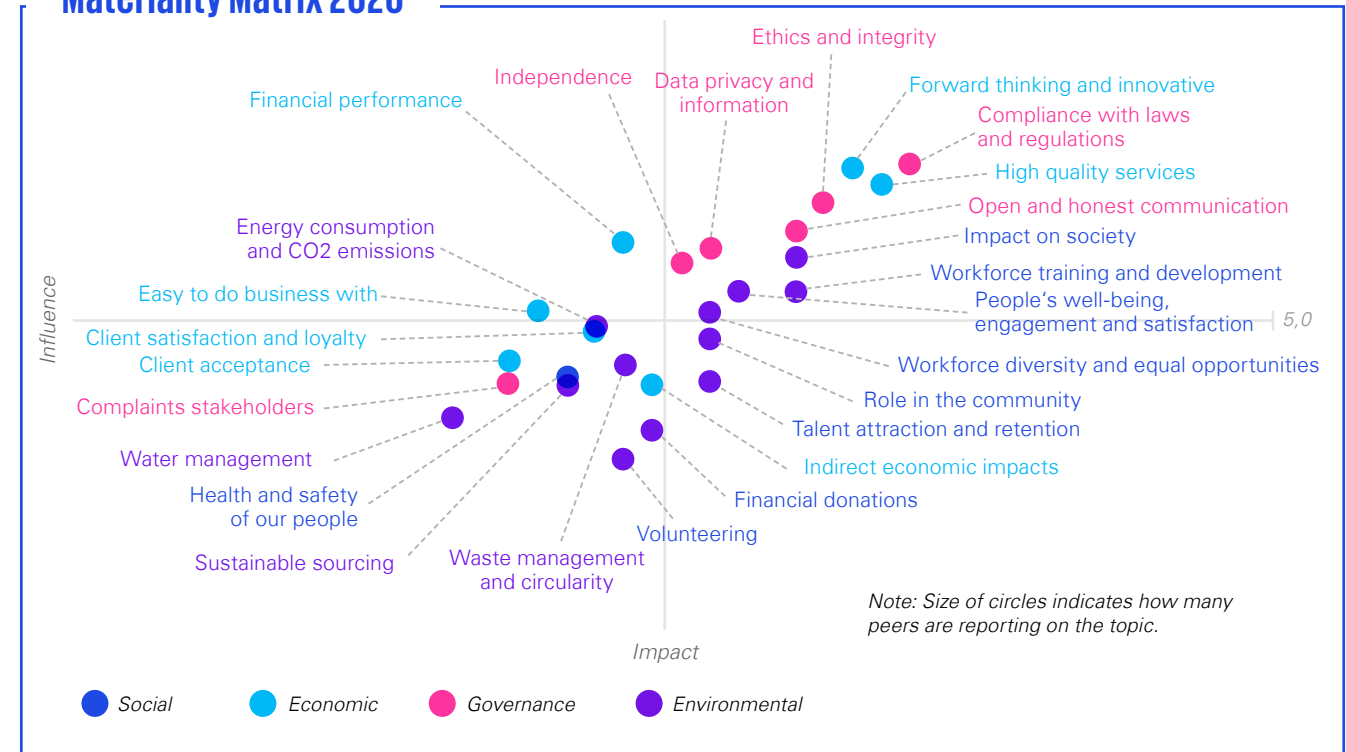 Materiality Matrix 2020
Ethics and integrity
Independence
Data privacy and
information
Financial performance
Forward thinking and innovative
Compliance with laws
and regulations
High quality services
Open and honest communication
Energy consumption
and CO2 emissions
Impact on society
Workforce training and development
Easy to do business with
People‘s well-being,
engagement and satisfaction
5,0
Influence
Client satisfaction and loyalty
Client acceptance
Workforce diversity and equal opportunities
Complaints stakeholders
Role in the community
Talent attraction and retention
Water management
Indirect economic impacts
Health and safety
of our people
Financial donations
Volunteering
Sustainable sourcing
Waste management
and circularity
Note: Size of circles indicates how many
peers are reporting on the topic.
Impact
Social
Economic
Governance
Environmental